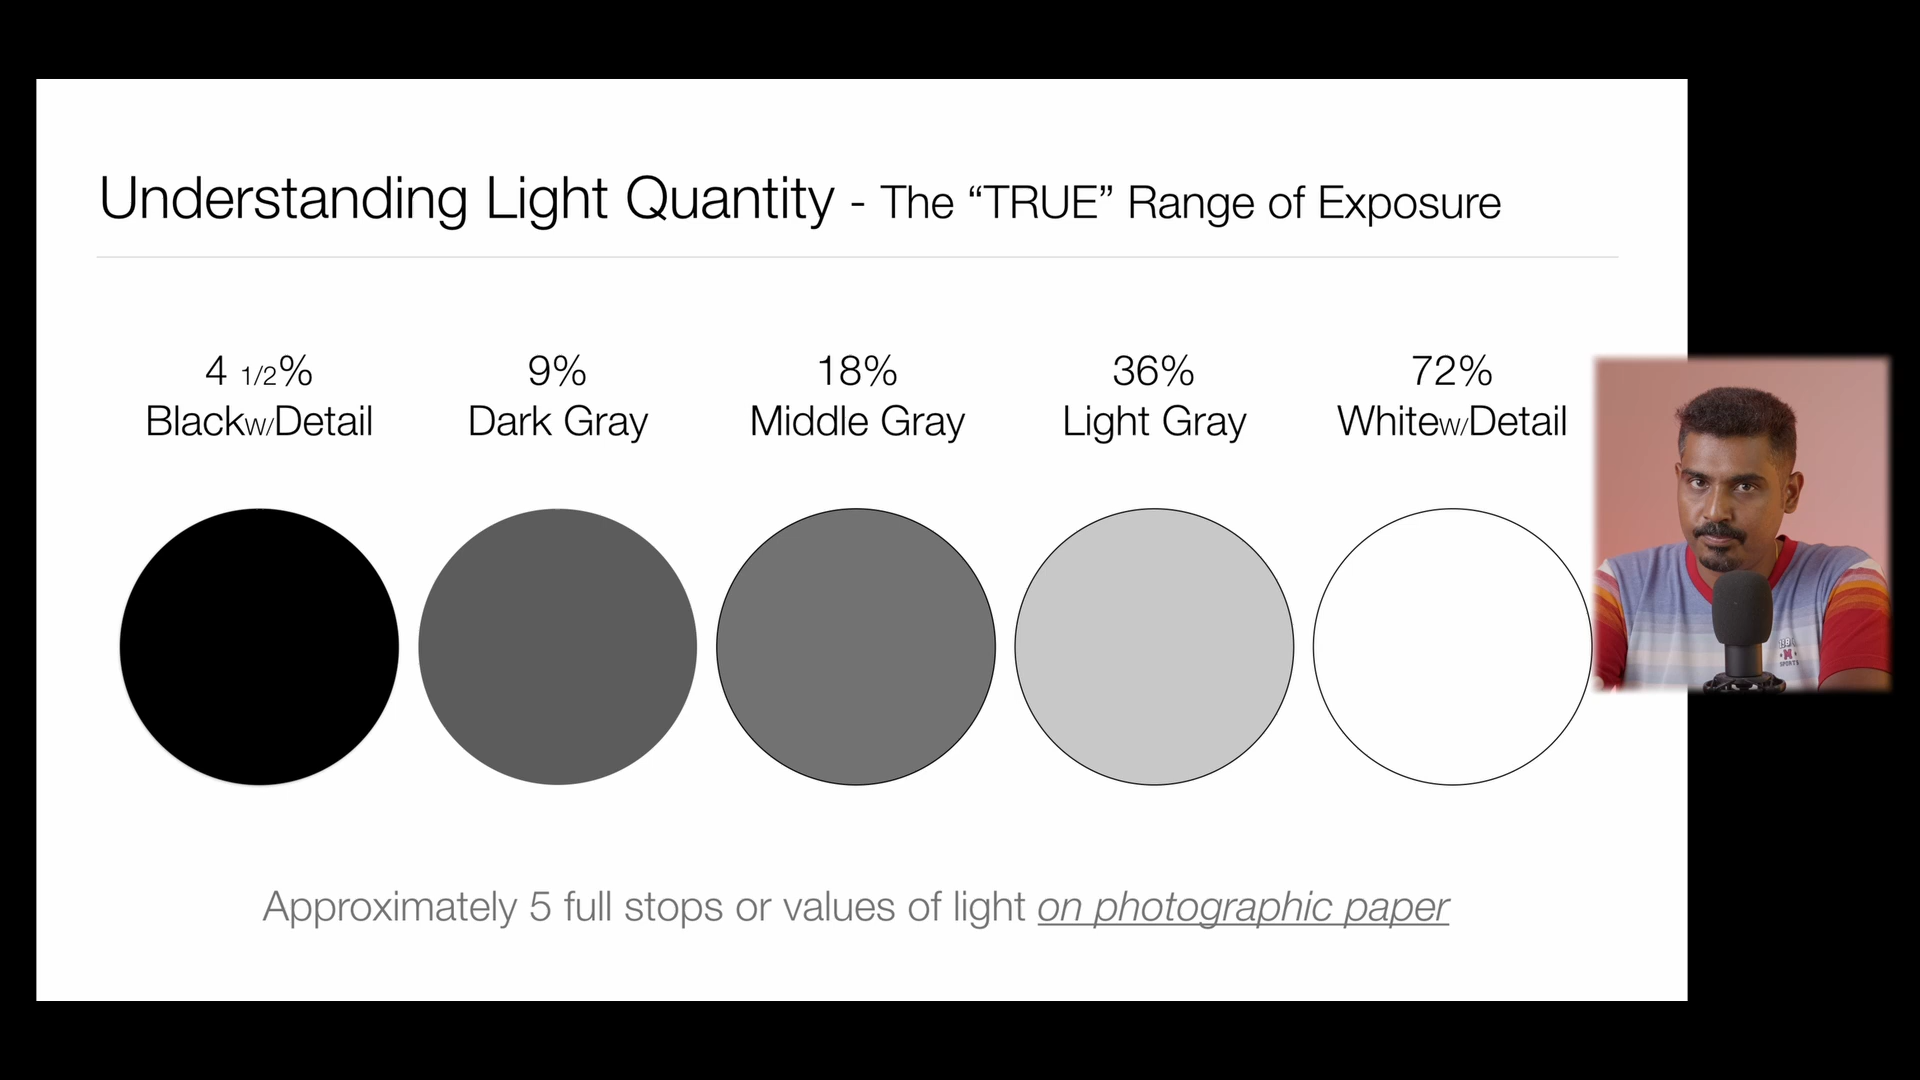 Understanding Light Quantity - The “TRUE” Range of Exposure
4 1/2% 9% 18% 36% 72%
Blackw/Detail Dark Gray Middle Gray Light Gray Whitew/Detail
Approximately 5 full stops or values of light on photographic paper
M
SPORTS